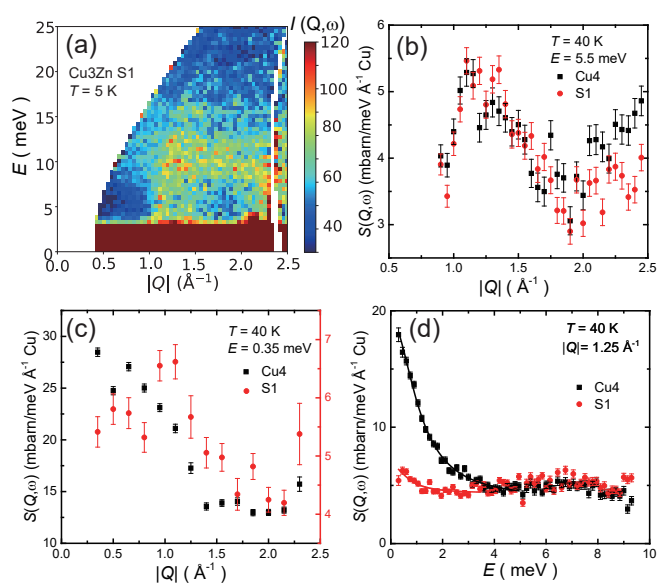 (a)
Cu3Zn S1
T = 5 K
I (Q,ω)
120
100
80
60
40
E ( meV)
25
20
15
10
5
0
0.0 0.5 1.0 1.5 2.0 2.5
|Q| (Å−1)
(b)
T = 40 K
E = 5.5 meV
Cu4
S1
S(Q,ω) (mbarn/meV Å-1 Cu)
6
5
4
3
0.5 1.0 1.5 2.0 2.5
|Q| ( Å-1)
(c)
T = 40 K
E = 0.35 meV
Cu4
S1
S(Q,ω) (mbarn/meV Å-1 Cu)
30
25
20
15
10
7
6
5
4
0.0 0.5 1.0 1.5 2.0 2.5
|Q| ( Å-1)
(d)
T = 40 K
|Q|= 1.25 Å-1
Cu4
S1
S(Q,ω) (mbarn/meV Å-1 Cu)
20
15
10
5
0
0 2 4 6 8 10
E ( meV)